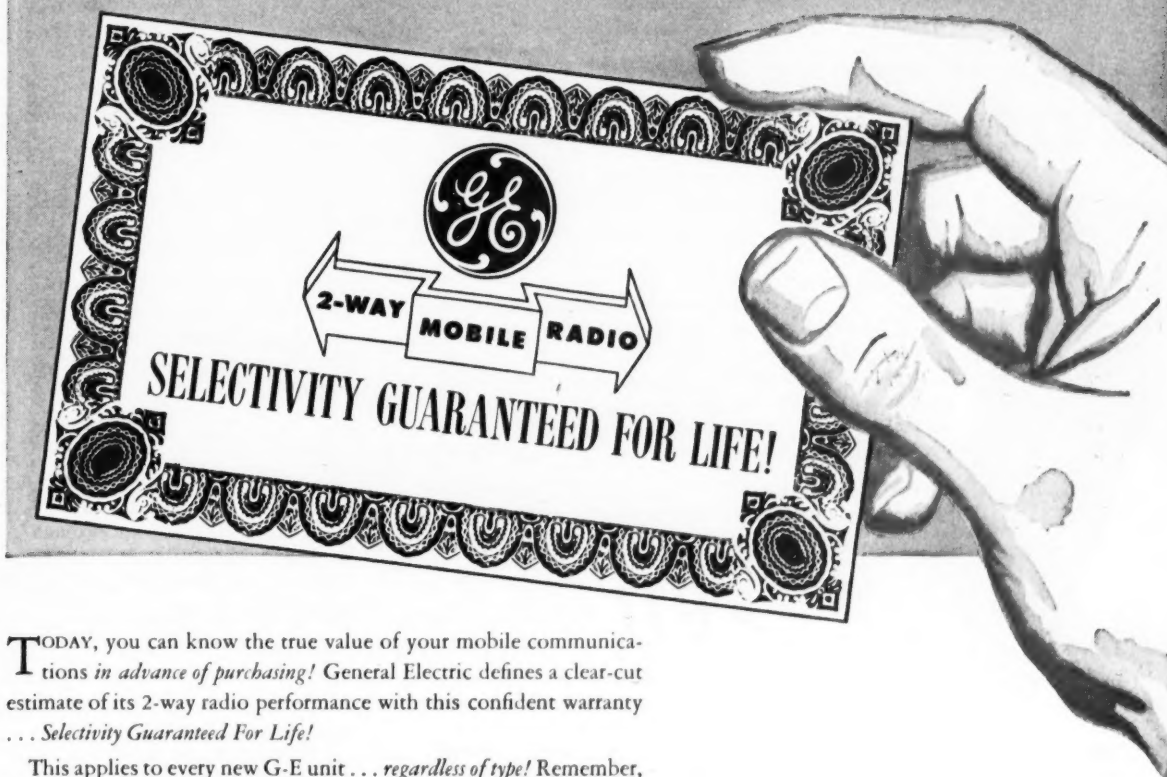 GE
2-WAY MOBILE RADIO
SELECTIVITY GUARANTEED FOR LIFE!
TODAY, you can know the true value of your mobile communica-
tions in advance of purchasing! General Electric defines a clear-cut
estimate of its 2-way radio performance with this confident warranty
... Selectivity Guaranteed For Life!
This applies to every new G-E unit ... regardless of type! Remember,